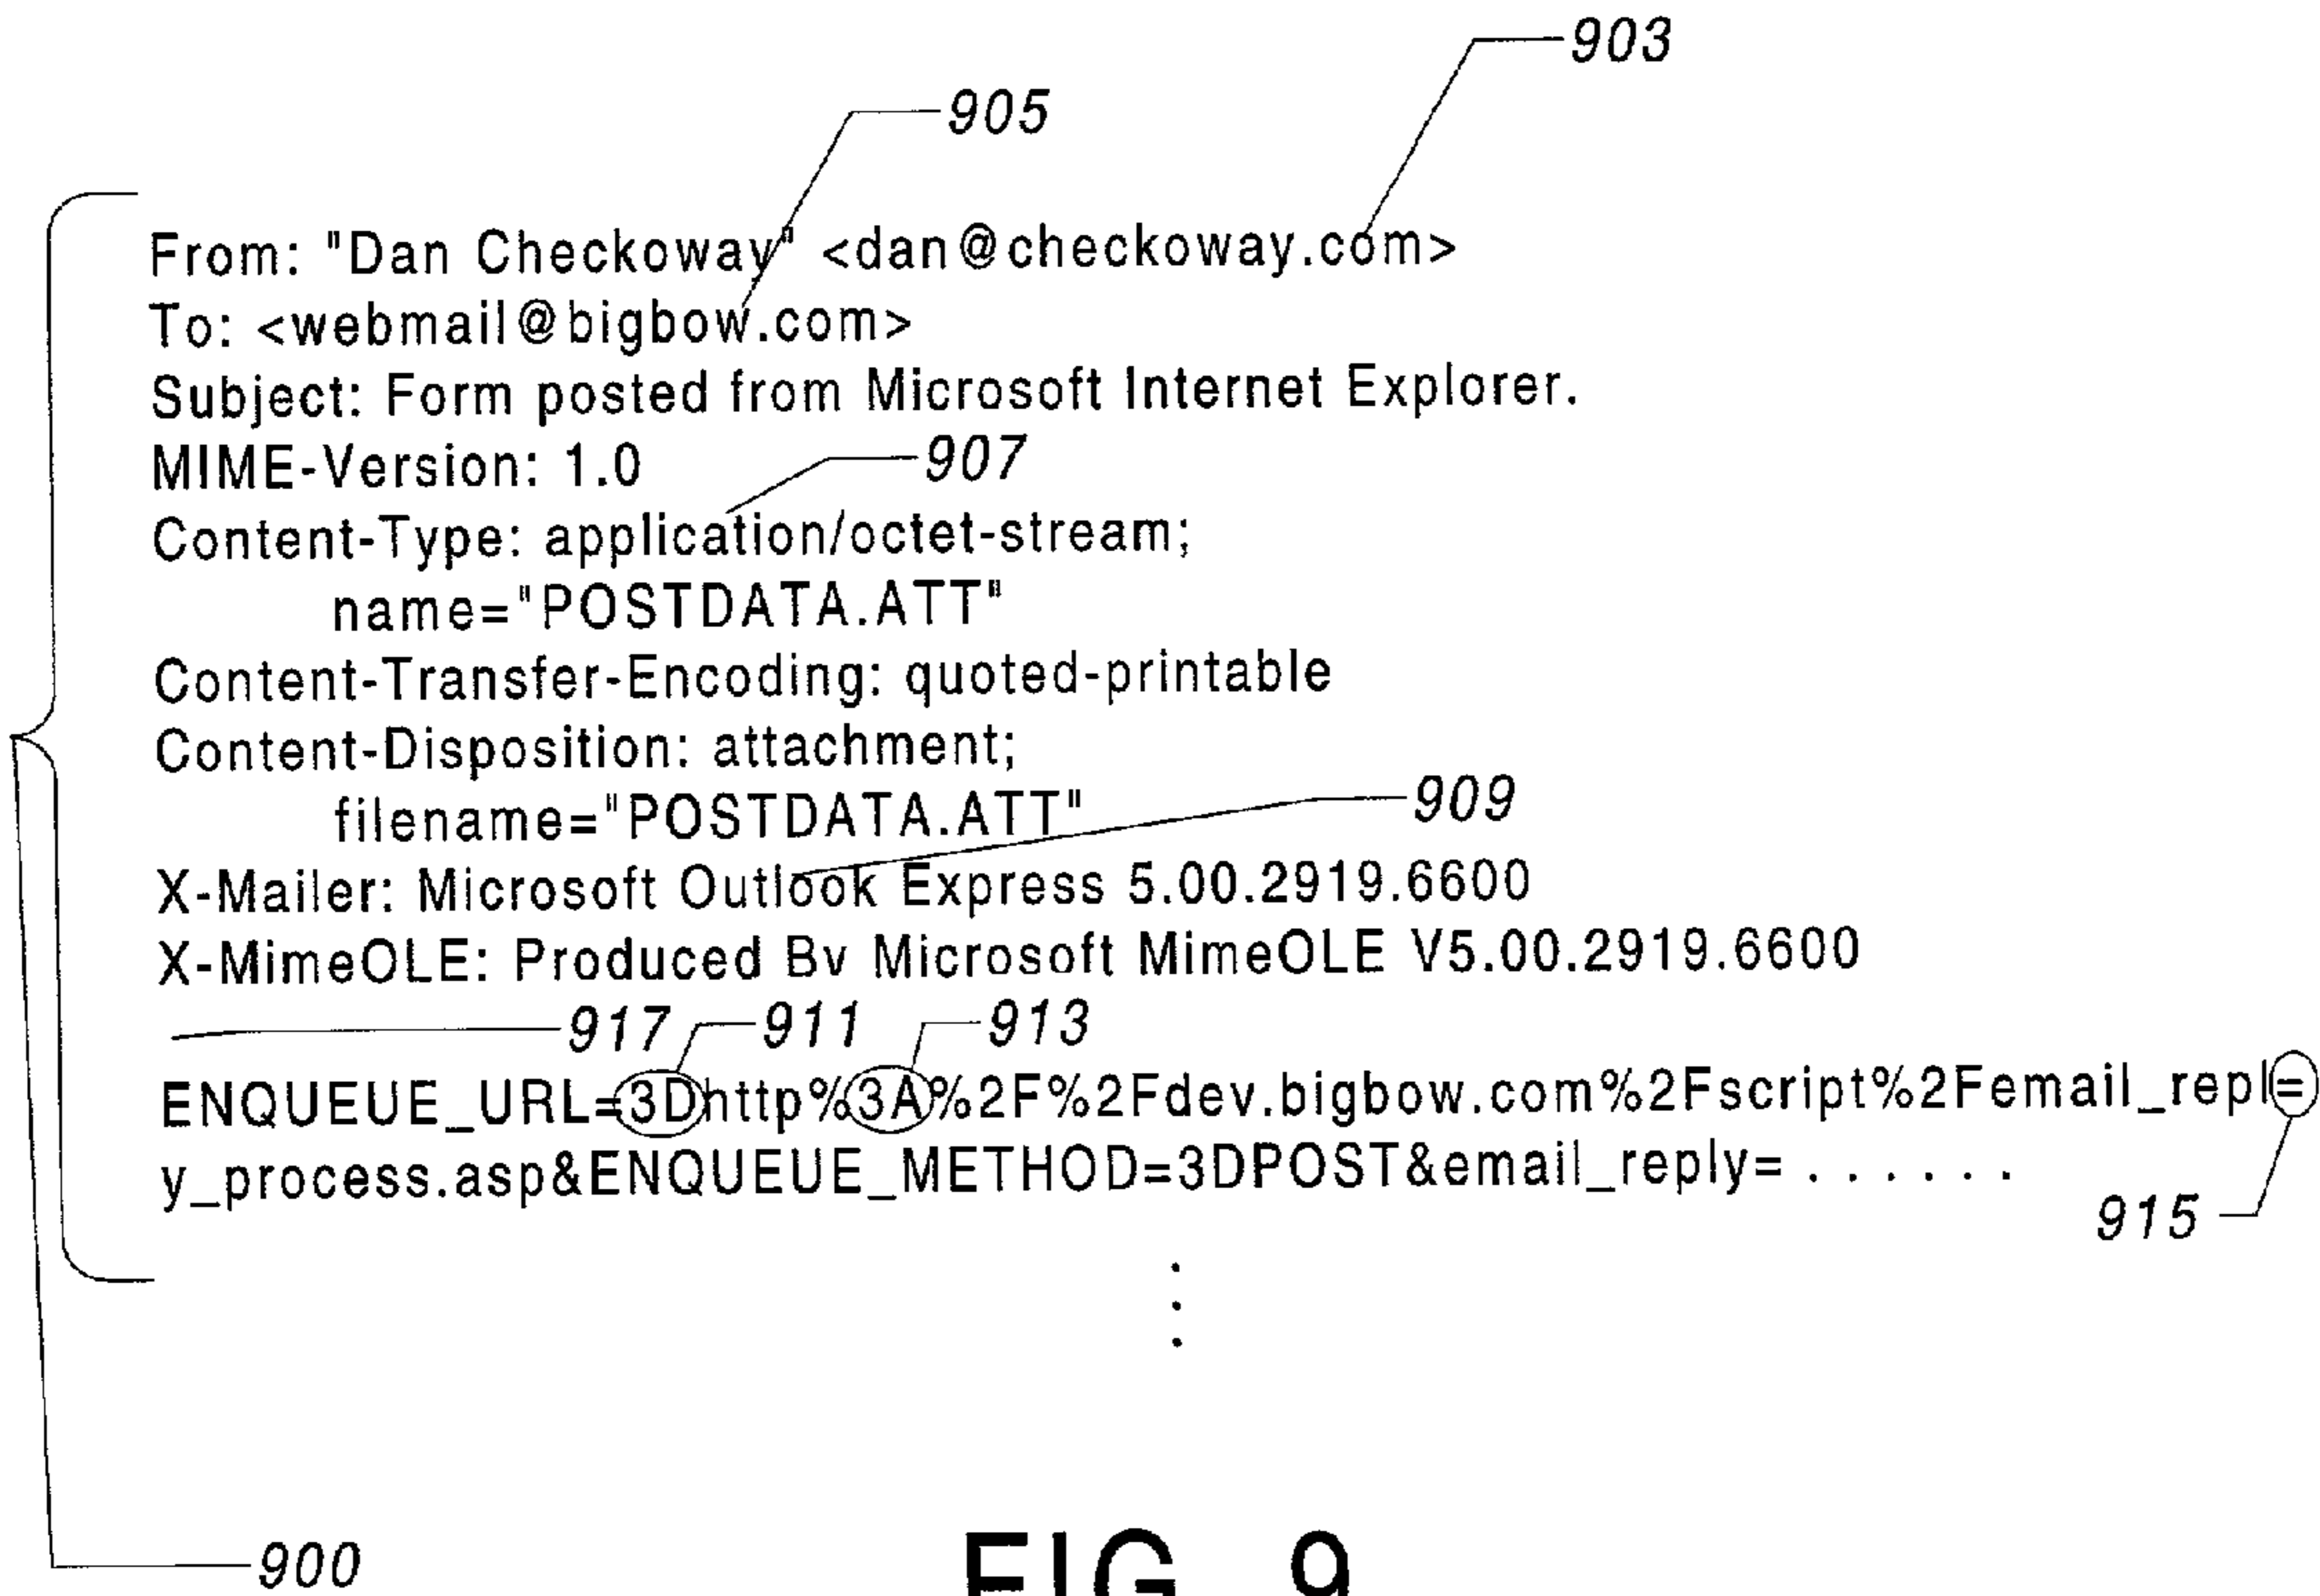 903
905
From: "Dan Checkoway" <dan@checkoway.com>
To: <webmail@bigbow.com>
Subject: Form posted from Microsoft Internet Explorer.
MIME-Version: 1.0
907
Content-Type: application/octet-stream;
name="POSTDATA.ATT"
Content-Transfer-Encoding: quoted-printable
Content-Disposition: attachment;
909
filename="POSTDATA.ATT"
X-Mailer: Microsoft Outlook Express 5.00.2919.6600
X-MimeOLE: Produced By Microsoft MimeOLE V5.00.2919.6600
917 911 913
ENQUEUE_URL=3Dhttp%3A%2F%2Fdev.bigbow.com%2Fscript%2Femail_repl=
y_process.asp&ENQUEUE_METHOD=3DPOST&email_reply= . . . . . .
915
900
FIG. 9